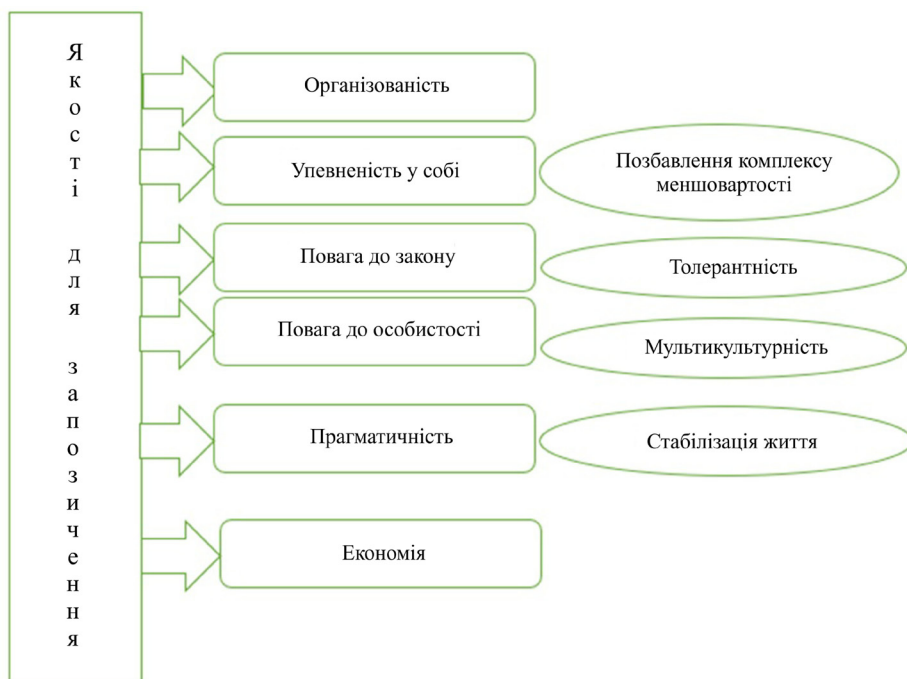 Якості для запозичення
Організованість
Упевненість у собі
Позбавлення комплексу
меншовартості
Повага до закону
Толерантність
Повага до особистості
Мультикультурність
Прагматичність
Стабілізація життя
Економія